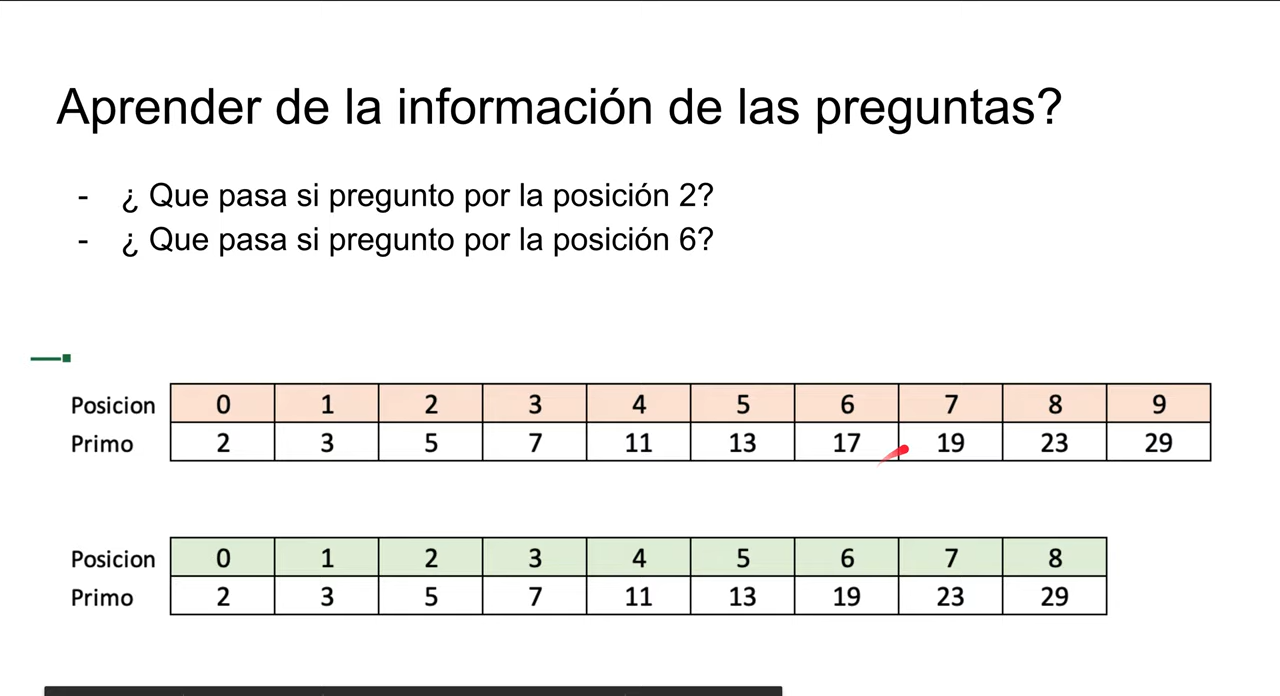 Aprender de la información de las preguntas?
- ¿ Que pasa si pregunto por la posición 2?
- ¿ Que pasa si pregunto por la posición 6?
Posicion 0 1 2 3 4 5 6 7 8 9
Primo 2 3 5 7 11 13 17 19 23 29
Posicion 0 1 2 3 4 5 6 7 8
Primo 2 3 5 7 11 13 19 23 29